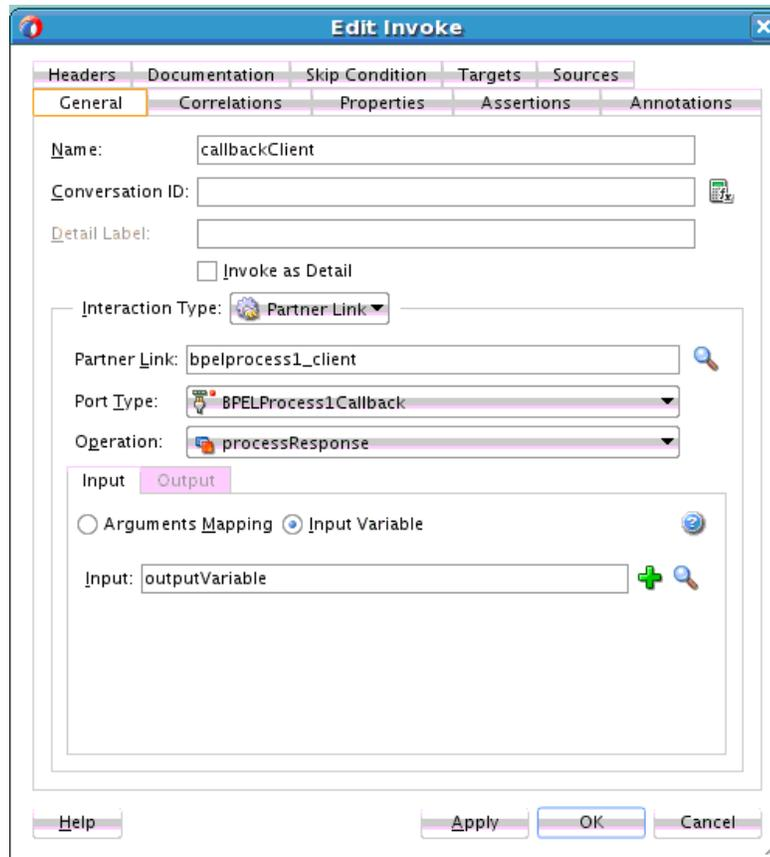 Edit Invoke
Headers Documentation Skip Condition Targets Sources
General Correlations Properties Assertions Annotations
Name: callbackClient
Conversation ID:
Detail Label:
Invoke as Detail
Interaction Type: Partner Link
Partner Link: bpelprocess1_client
Port Type: BPELProcess1Callback
Operation: processResponse
Input Output
Arguments Mapping Input Variable
Input: outputVariable
Help Apply OK Cancel